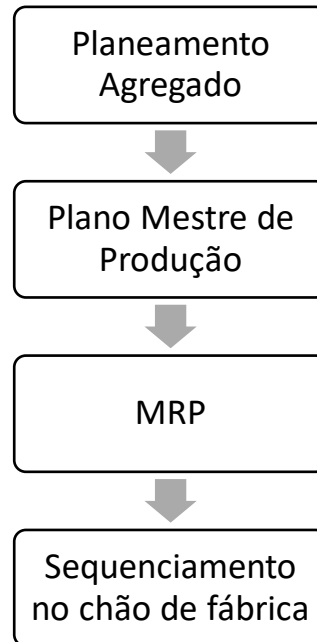 Planeamento
Agregado
Plano Mestre de
Produção
MRP
Sequenciamento
no chão de fábrica